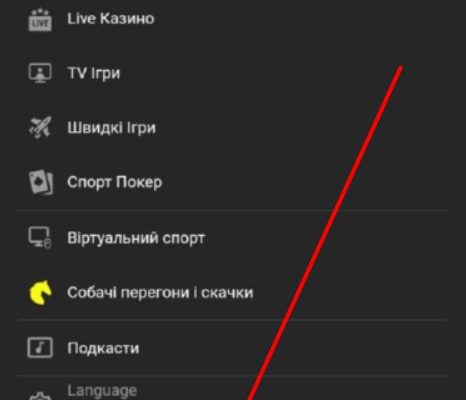 LIVE
Live Казино
TV Ігри
Швидкі Ігри
Спорт Покер
Віртуальний спорт
Собачі перегони і скачки
Подкасти
Language